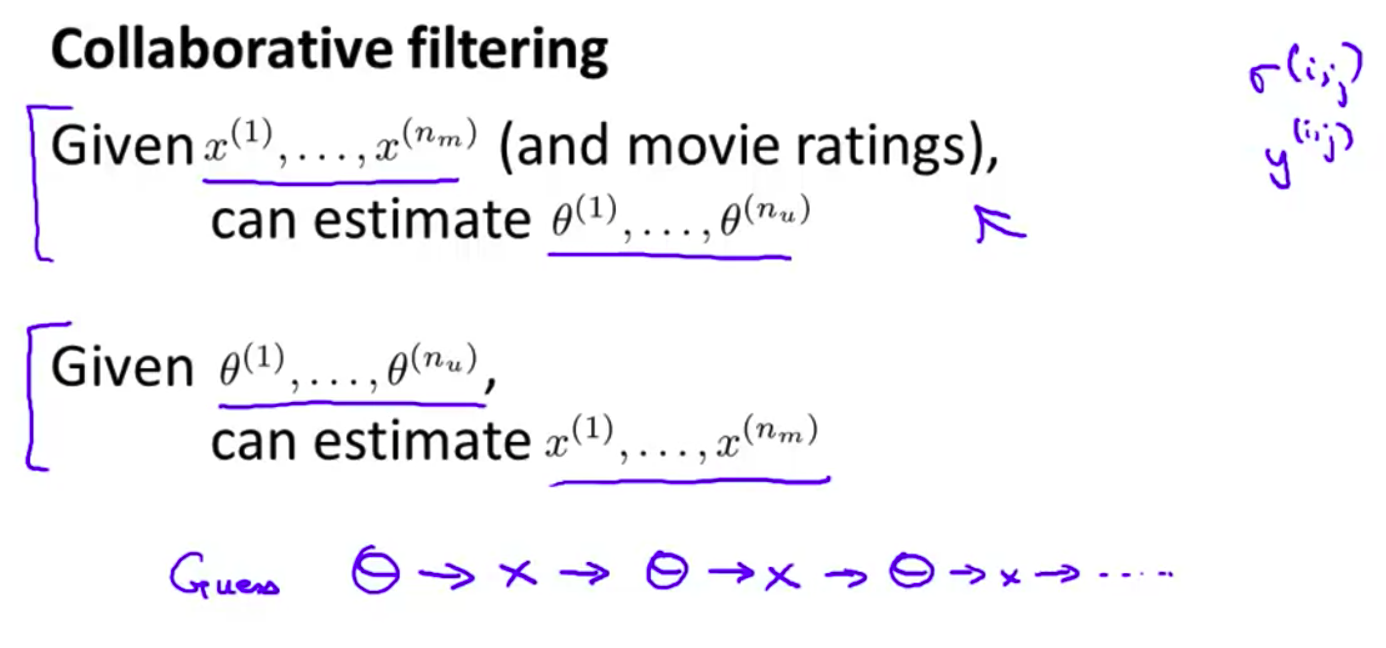 Collaborative filtering
r(i,j)
y(i,j)
Given x^(1), ..., x^(n_m) (and movie ratings),
can estimate θ^(1), ..., θ^(n_u)
Given θ^(1), ..., θ^(n_u),
can estimate x^(1), ..., x^(n_m)
Guess Θ → x → Θ → x → Θ → x → .....